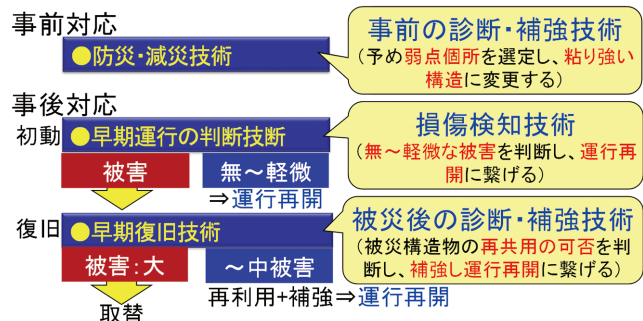 事前対応
●防災・減災技術
事前の診断・補強技術
(予め弱点個所を選定し、粘り強い
構造に変更する)
事後対応
初動
●早期運行の判断技断
損傷検知技術
(無～軽微な被害を判断し、運行再
開に繋げる)
被害
無～軽微
⇒運行再開
復旧
●早期復旧技術
被災後の診断・補強技術
(被災構造物の再共用の可否を判
断し、補強し運行再開に繋げる)
被害:大
～中被害
取替
再利用+補強⇒運行再開